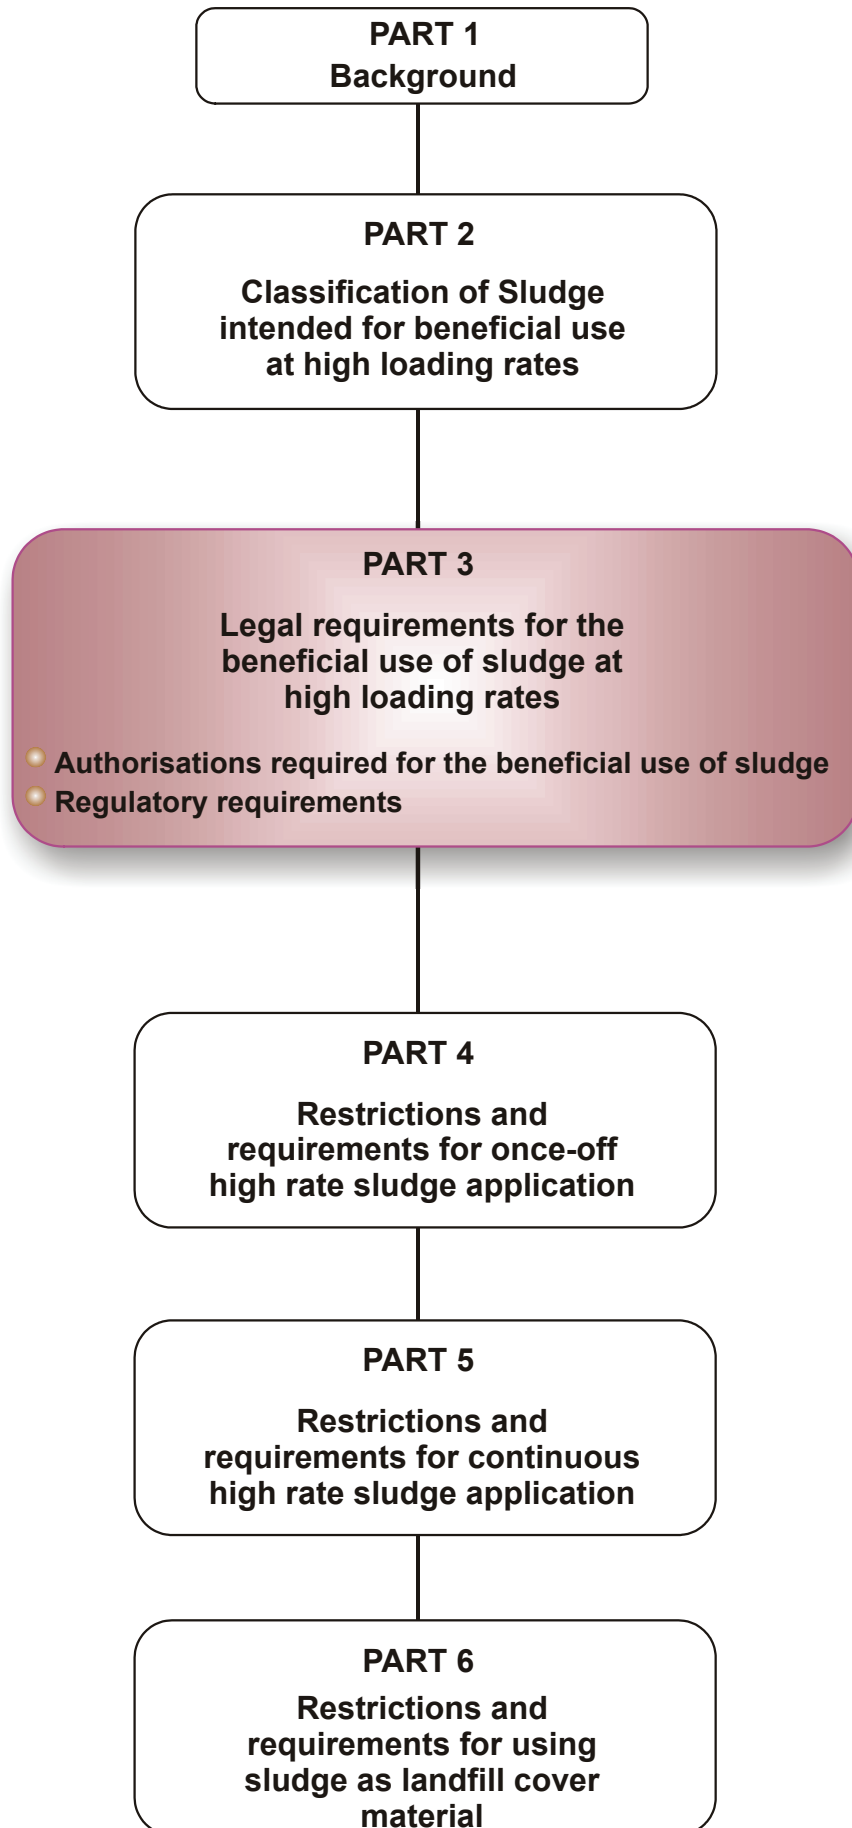 PART 1
Background
PART 2
Classification of Sludge
intended for beneficial use
at high loading rates
PART 3
Legal requirements for the
beneficial use of sludge at
high loading rates
Authorisations required for the beneficial use of sludge
Regulatory requirements
PART 4
Restrictions and
requirements for once-off
high rate sludge application
PART 5
Restrictions and
requirements for continuous
high rate sludge application
PART 6
Restrictions and
requirements for using
sludge as landfill cover
material